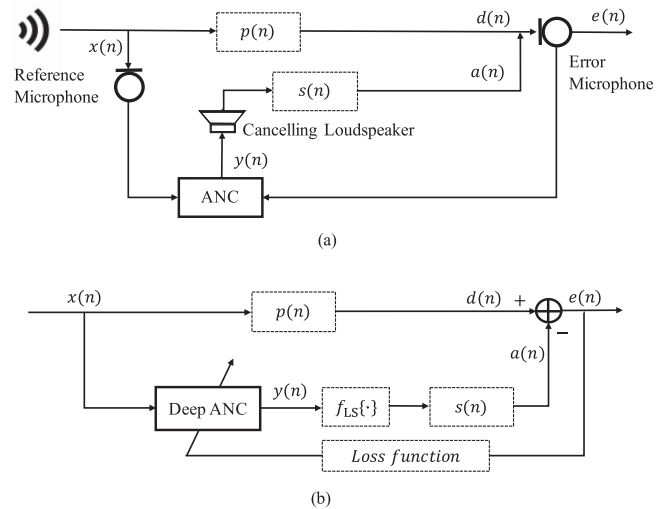 x(n)
p(n)
d(n)
e(n)
Reference
Microphone
s(n)
a(n)
Error
Microphone
Cancelling Loudspeaker
y(n)
ANC
(a)
x(n)
p(n)
d(n) +
e(n)
−
a(n)
Deep ANC
y(n)
f_LS{·}
s(n)
Loss function
(b)